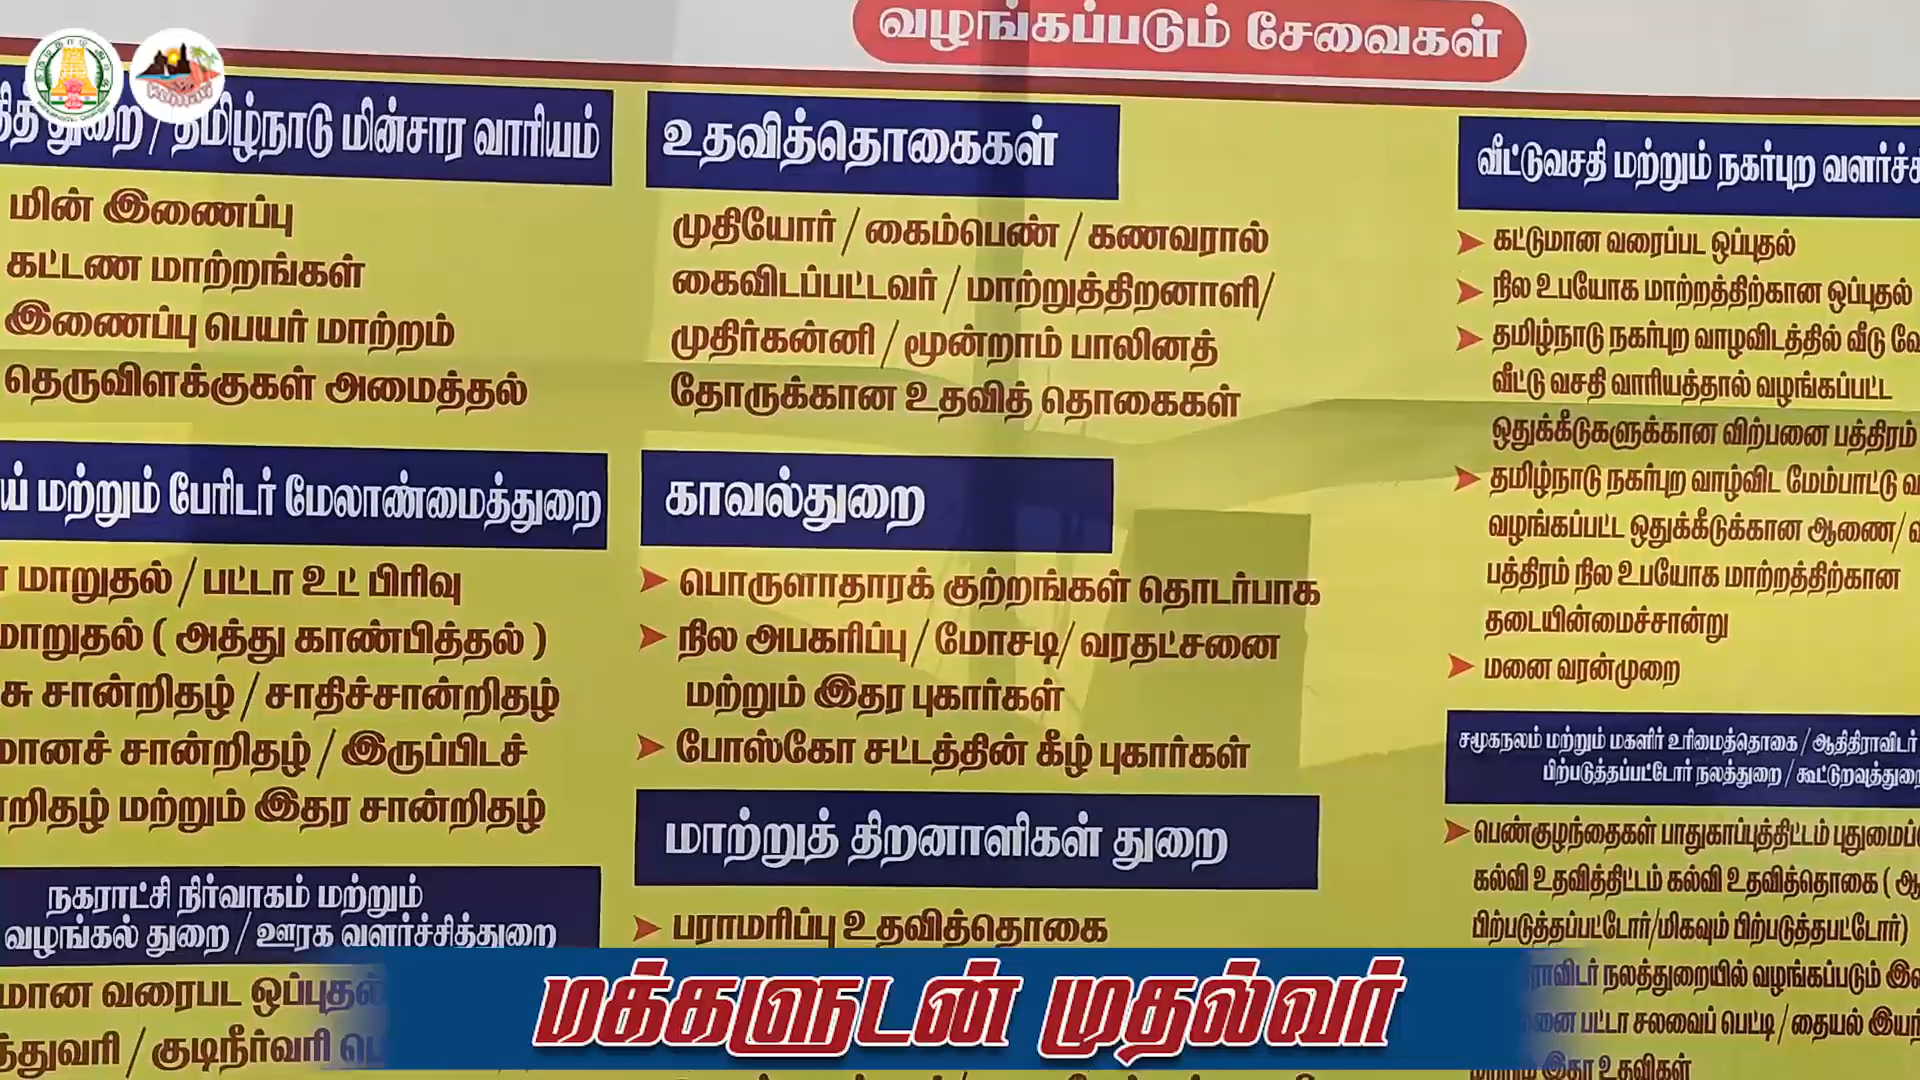 வழங்கப்படும் சேவைகள்
துறை / தமிழ்நாடு மின்சார வாரியம்
மின் இணைப்பு
கட்டண மாற்றங்கள்
இணைப்பு பெயர் மாற்றம்
தெருவிளக்குகள் அமைத்தல்
மற்றும் பேரிடர் மேலாண்மைத்துறை
மாறுதல் / பட்டா உட் பிரிவு
மாறுதல் ( அத்து காண்பித்தல் )
சான்றிதழ் / சாதிச்சான்றிதழ்
சான்றிதழ் / இருப்பிடச்
மற்றும் இதர சான்றிதழ்
நகராட்சி நிர்வாகம் மற்றும்
வழங்கல் துறை / ஊரக வளர்ச்சித்துறை
வரைபட ஒப்புதல்
குடிநீர்வரி
உதவித்தொகைகள்
முதியோர் / கைம்பெண் / கணவரால்
கைவிடப்பட்டவர் / மாற்றுத்திறனாளி/
முதிர்கன்னி / மூன்றாம் பாலினத்
தோருக்கான உதவித் தொகைகள்
காவல்துறை
பொருளாதாரக் குற்றங்கள் தொடர்பாக
நில அபகரிப்பு / மோசடி/ வரதட்சனை
மற்றும் இதர புகார்கள்
போஸ்கோ சட்டத்தின் கீழ் புகார்கள்
மாற்றுத் திறனாளிகள் துறை
பராமரிப்பு உதவித்தொகை
வீட்டுவசதி மற்றும் நகர்புற
கட்டுமான வரைப்பட ஒப்புதல்
நில உபயோக மாற்றத்திற்கான ஒப்புதல்
தமிழ்நாடு நகர்புற வாழவிடத்தில் வீடு
வீட்டு வசதி வாரியத்தால் வழங்கப்பட்ட
ஒதுக்கீடுகளுக்கான விற்பனை பத்திரம்
தமிழ்நாடு நகர்புற வாழ்விட மேம்பாட்டு
வழங்கப்பட்ட ஒதுக்கீடுக்கான ஆணை/
பத்திரம் நில உபயோக மாற்றத்திற்கான
தடையின்மைச்சான்று
மனை வரன்முறை
சமூகநலம் மற்றும் மகளிர் உரிமைத்தொகை / ஆதிதிராவிடர்
பிற்படுத்தப்பட்டோர் நலத்துறை / கூட்டுறவுத்துறை
பெண்குழந்தைகள் பாதுகாப்புத்திட்டம்
கல்வி உதவித்திட்டம் கல்வி உதவித்தொகை (
பிற்படுத்தப்பட்டோர்/மிகவும் பிற்படுத்தபட்டோர்)
நலத்துறையில் வழங்கப்படும்
பட்டா சலவைப் பெட்டி / தையல்
இதர உதவிகள்
மக்களுடன் முதல்வர்